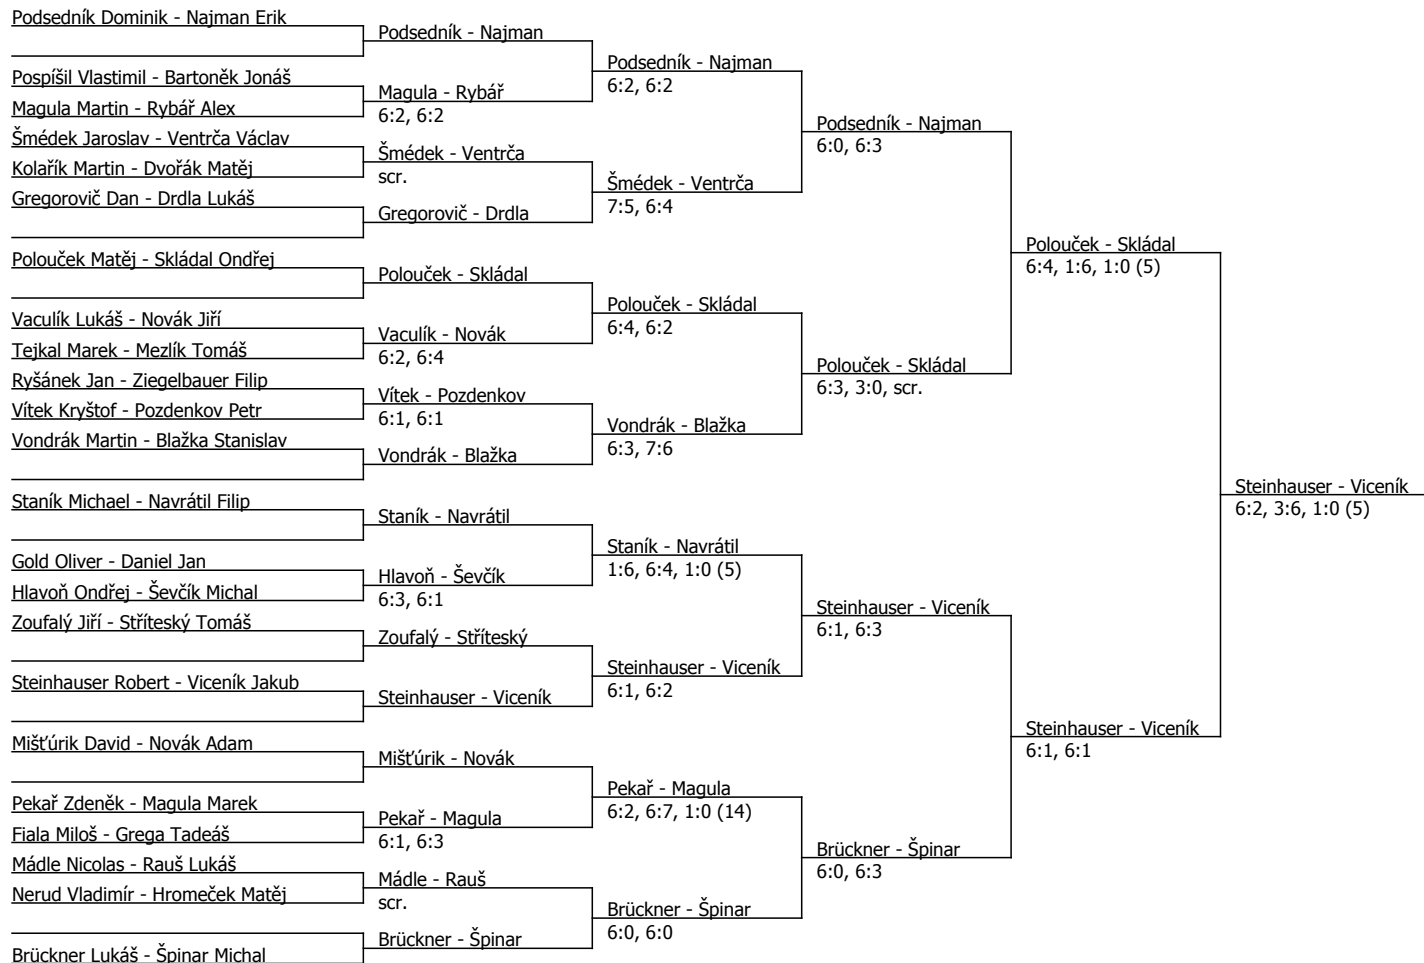 Podsedník Dominik - Najman Erik
Pospíšil Vlastimil - Bartoněk Jonáš
Magula Martin - Rybář Alex
Šmédek Jaroslav - Ventrča Václav
Kolařík Martin - Dvořák Matěj
Gregorovič Dan - Drdla Lukáš
Polouček Matěj - Skládal Ondřej
Vaculík Lukáš - Novák Jiří
Tejkal Marek - Mezlík Tomáš
Ryšánek Jan - Ziegelbauer Filip
Vítek Kryštof - Pozdenkov Petr
Vondrák Martin - Blažka Stanislav
Staník Michael - Navrátil Filip
Gold Oliver - Daniel Jan
Hlavoň Ondřej - Ševčík Michal
Zoufalý Jiří - Stříteský Tomáš
Steinhauser Robert - Viceník Jakub
Mišťúrik David - Novák Adam
Pekař Zdeněk - Magula Marek
Fiala Miloš - Grega Tadeáš
Mádle Nicolas - Rauš Lukáš
Nerud Vladimír - Hromeček Matěj
Brückner Lukáš - Špinar Michal
Podsedník - Najman
Magula - Rybář
6:2, 6:2
Šmédek - Ventrča
scr.
Gregorovič - Drdla
Polouček - Skládal
Vaculík - Novák
6:2, 6:4
Vítek - Pozdenkov
6:1, 6:1
Vondrák - Blažka
Staník - Navrátil
Hlavoň - Ševčík
6:3, 6:1
Zoufalý - Stříteský
Steinhauser - Viceník
Mišťúrik - Novák
Pekař - Magula
6:1, 6:3
Mádle - Rauš
scr.
Brückner - Špinar
Podsedník - Najman
6:2, 6:2
Šmédek - Ventrča
7:5, 6:4
Polouček - Skládal
6:4, 6:2
Vondrák - Blažka
6:3, 7:6
Staník - Navrátil
1:6, 6:4, 1:0 (5)
Steinhauser - Viceník
6:1, 6:2
Pekař - Magula
6:2, 6:7, 1:0 (14)
Brückner - Špinar
6:0, 6:0
Podsedník - Najman
6:0, 6:3
Polouček - Skládal
6:3, 3:0, scr.
Steinhauser - Viceník
6:1, 6:3
Brückner - Špinar
6:0, 6:3
Polouček - Skládal
6:4, 1:6, 1:0 (5)
Steinhauser - Viceník
6:1, 6:1
Steinhauser - Viceník
6:2, 3:6, 1:0 (5)